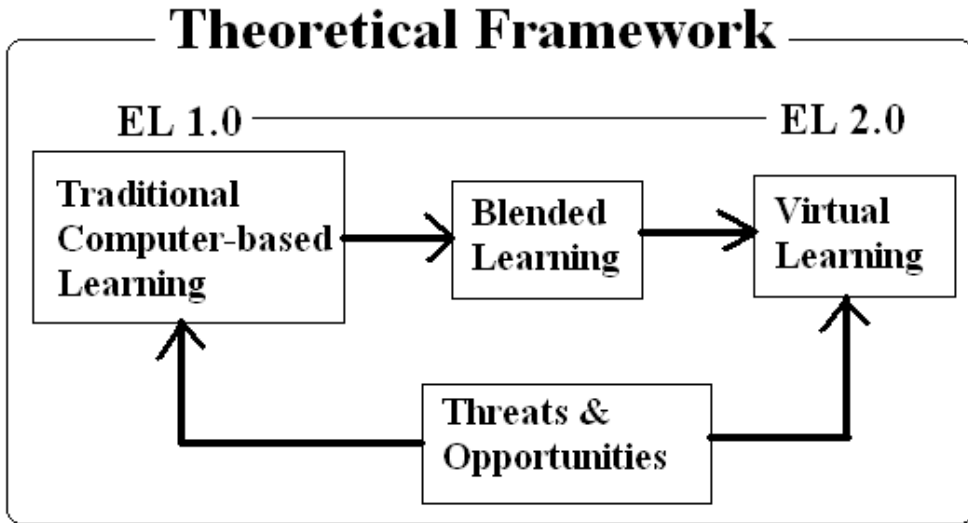 Theoretical Framework
EL 1.0
EL 2.0
Traditional
Computer-based
Learning
Blended
Learning
Virtual
Learning
Threats &
Opportunities